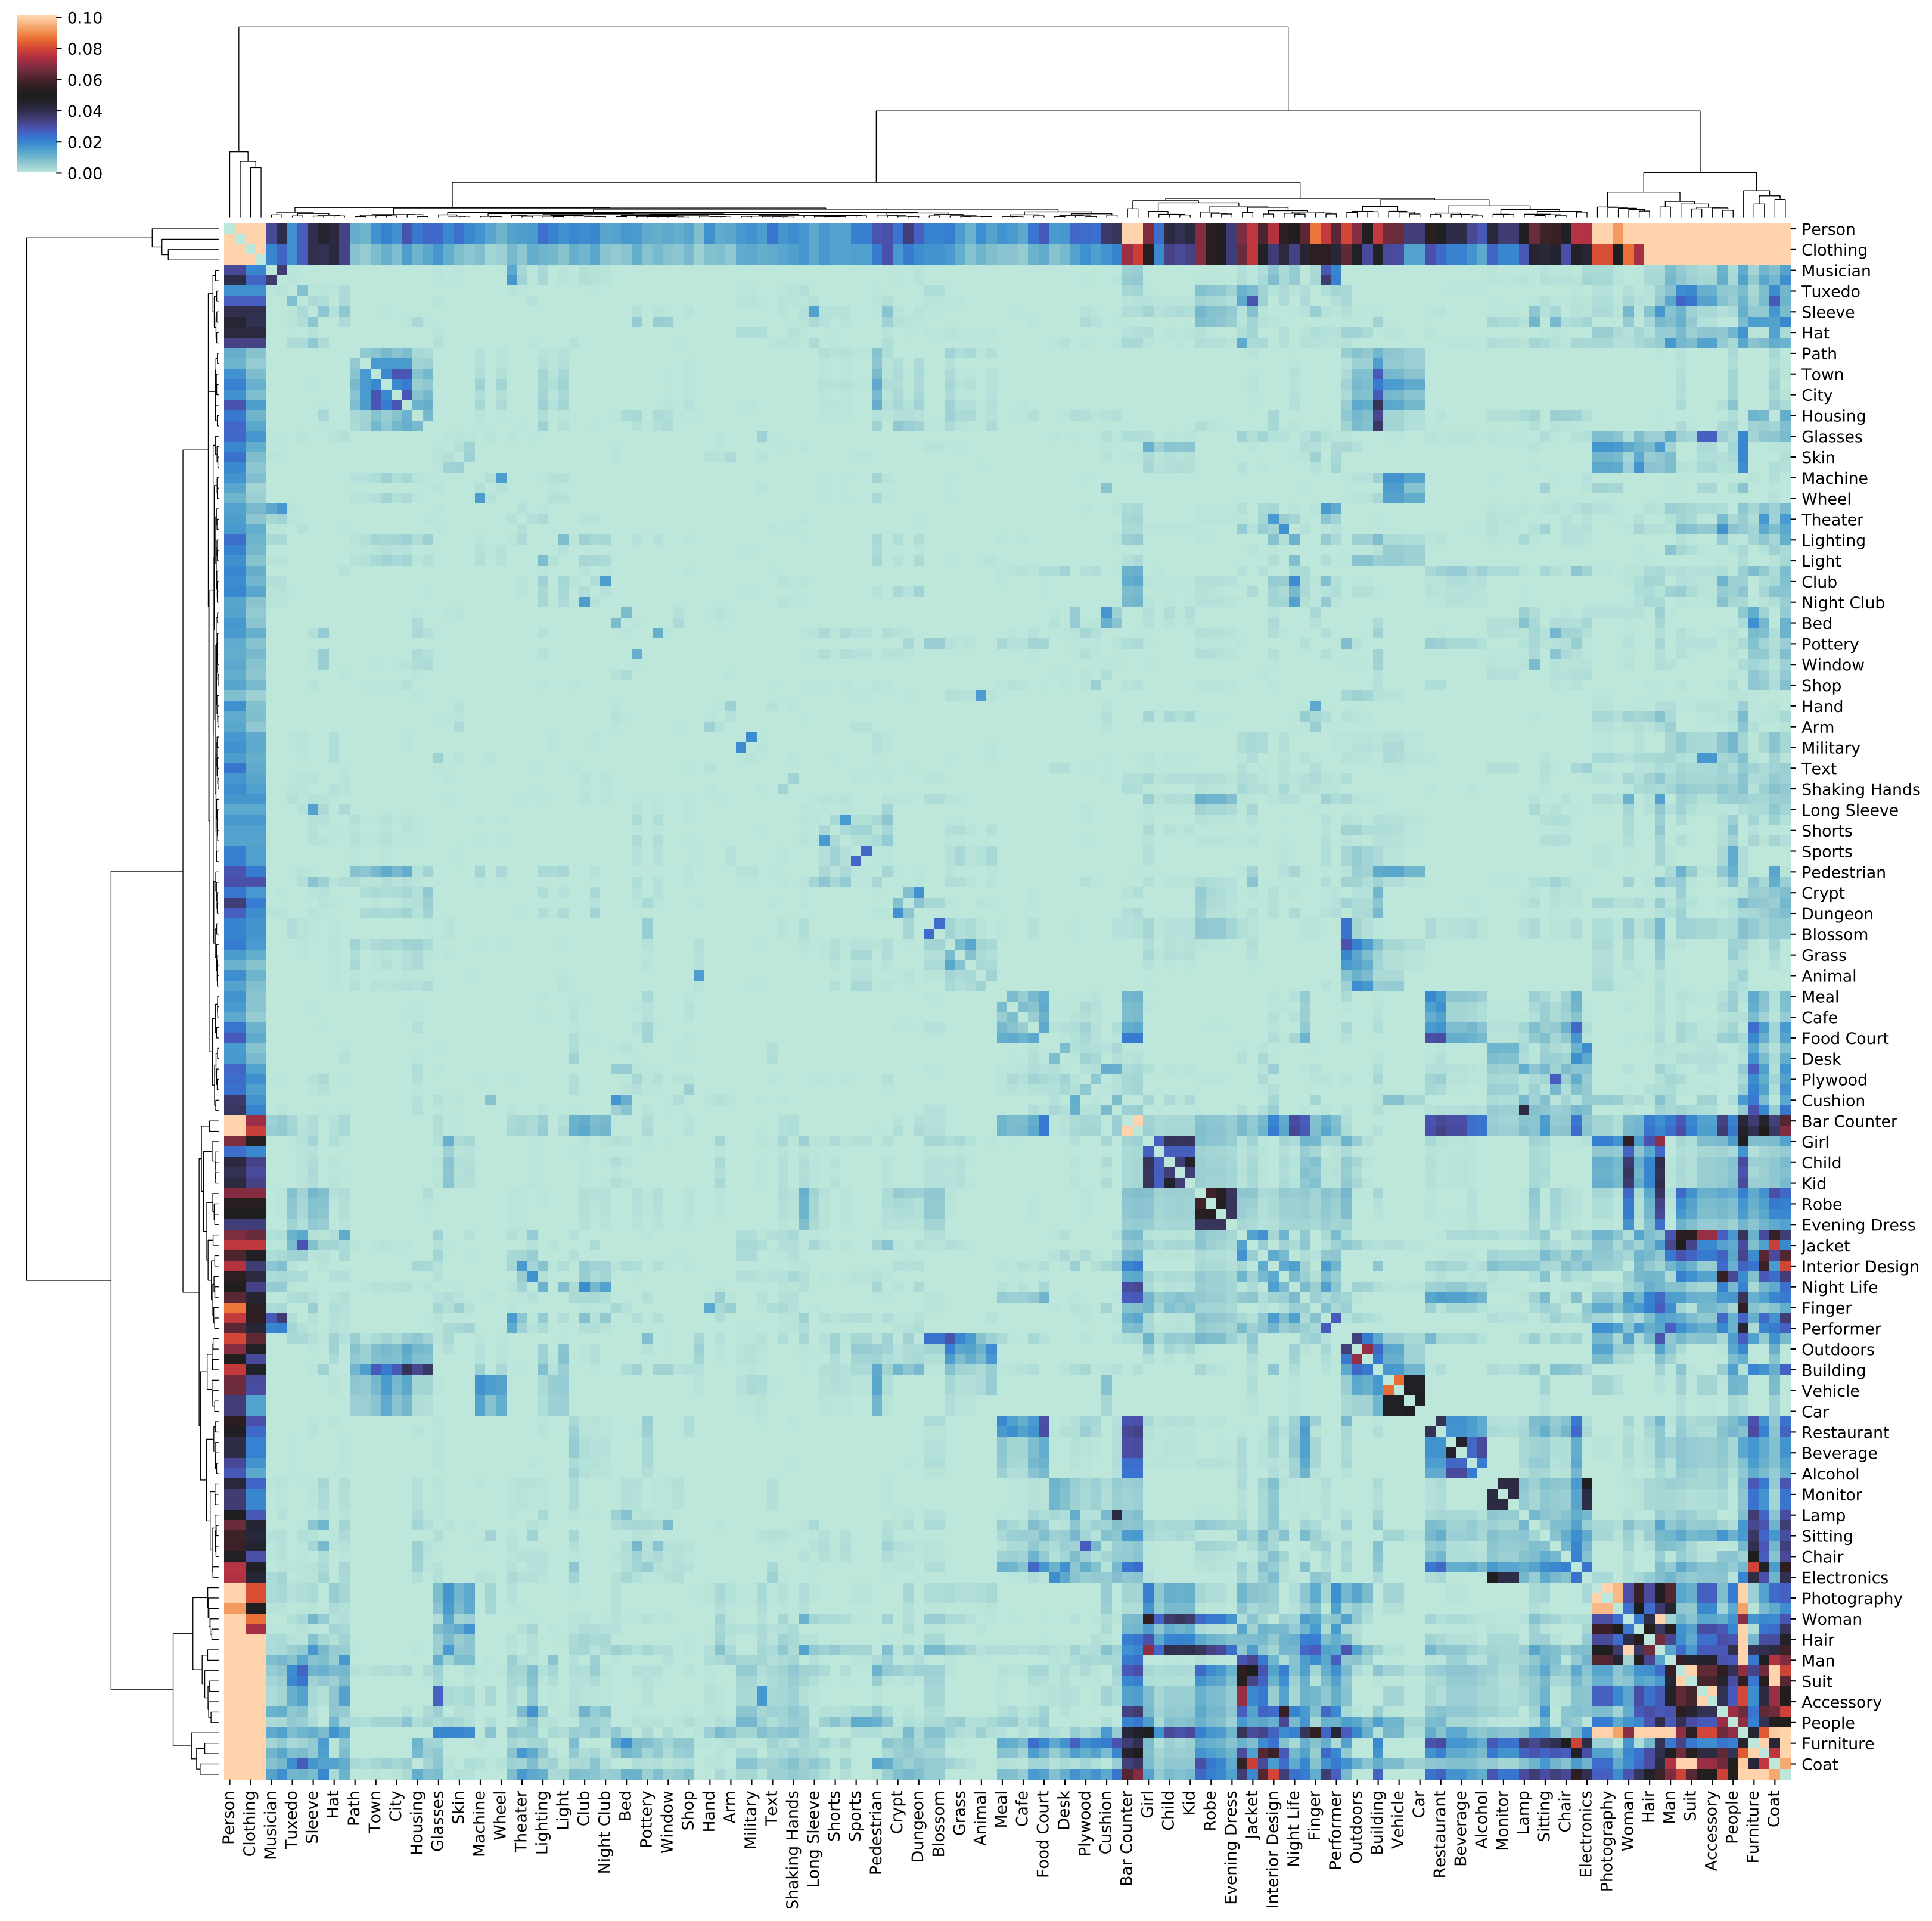 0.10
0.08
0.06
0.04
0.02
0.00
Person
Clothing
Musician
Tuxedo
Sleeve
Hat
Path
Town
City
Housing
Glasses
Skin
Machine
Wheel
Theater
Lighting
Light
Club
Night Club
Bed
Pottery
Window
Shop
Hand
Arm
Military
Text
Shaking Hands
Long Sleeve
Shorts
Sports
Pedestrian
Crypt
Dungeon
Blossom
Grass
Animal
Meal
Cafe
Food Court
Desk
Plywood
Cushion
Bar Counter
Girl
Child
Kid
Robe
Evening Dress
Jacket
Interior Design
Night Life
Finger
Performer
Outdoors
Building
Vehicle
Car
Restaurant
Beverage
Alcohol
Monitor
Lamp
Sitting
Chair
Electronics
Photography
Woman
Hair
Man
Suit
Accessory
People
Furniture
Coat
Person
Clothing
Musician
Tuxedo
Sleeve
Hat
Path
Town
City
Housing
Glasses
Skin
Machine
Wheel
Theater
Lighting
Light
Club
Night Club
Bed
Pottery
Window
Shop
Hand
Arm
Military
Text
Shaking Hands
Long Sleeve
Shorts
Sports
Pedestrian
Crypt
Dungeon
Blossom
Grass
Animal
Meal
Cafe
Food Court
Desk
Plywood
Cushion
Bar Counter
Girl
Child
Kid
Robe
Evening Dress
Jacket
Interior Design
Night Life
Finger
Performer
Outdoors
Building
Vehicle
Car
Restaurant
Beverage
Alcohol
Monitor
Lamp
Sitting
Chair
Electronics
Photography
Woman
Hair
Man
Suit
Accessory
People
Furniture
Coat